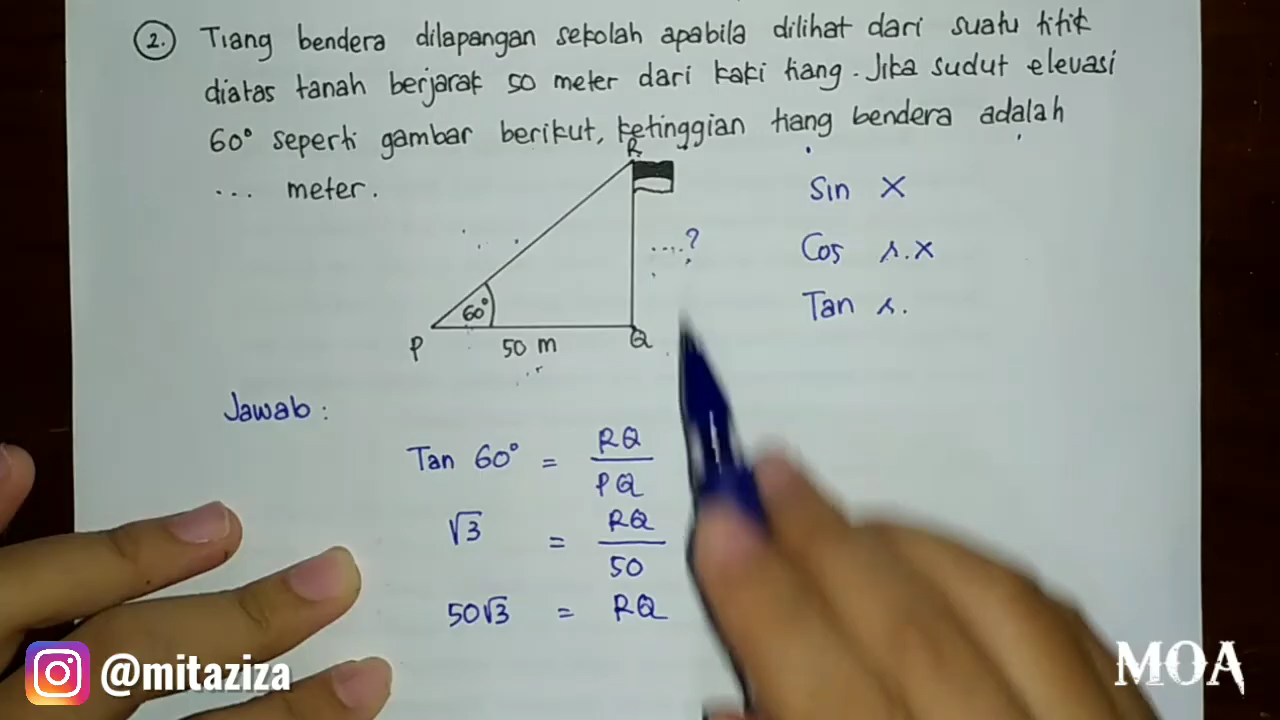 2. Tiang bendera dilapangan sekolah apabila dilihat dari suatu titik
diatas tanah berjarak 50 meter dari kaki tiang. Jika sudut elevasi
60° seperti gambar berikut, ketinggian tiang bendera adalah
... meter.
R
....?
60°
P
50 m
Q
Sin X
Cos
Tan
Jawab:
Tan 60° = RQ / PQ
√3 = RQ / 50
50√3 = RQ
@mitaziza
MOA